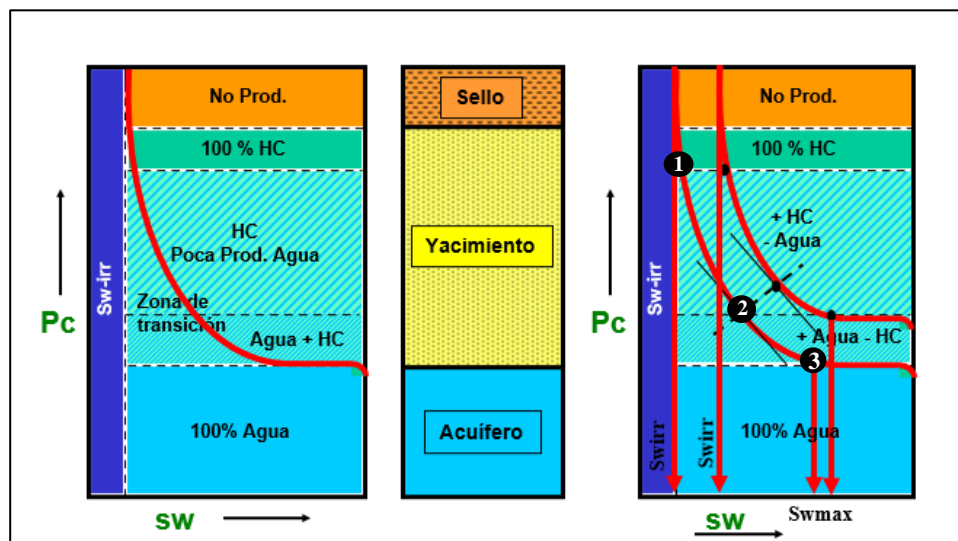 No Prod.
100 % HC
HC
Poca Prod. Agua
Zona de
transición
Agua + HC
100% Agua
Sw-irr
Pc
sw
Sello
Yacimiento
Acuífero
No Prod.
100 % HC
1
+ HC
- Agua
2
+ Agua - HC
3
100% Agua
Sw-irr
Swirr
Swirr
Pc
sw
Swmax